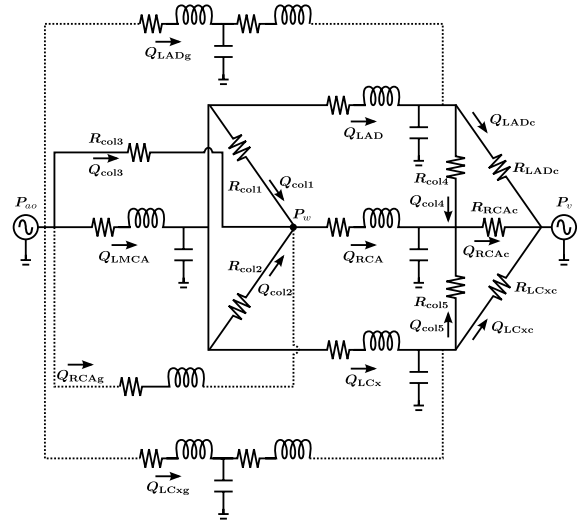 Q_LADg
Q_LAD
Q_LADc
R_col3
Q_col3
R_col1
Q_col1
R_LADc
R_col4
Q_col4
P_ao
P_w
R_RCAc
P_v
Q_LMCA
Q_RCA
Q_RCAc
R_col2
Q_col2
R_LCxc
R_col5
Q_col5
Q_LCxc
Q_RCAg
Q_LCx
Q_LCxg